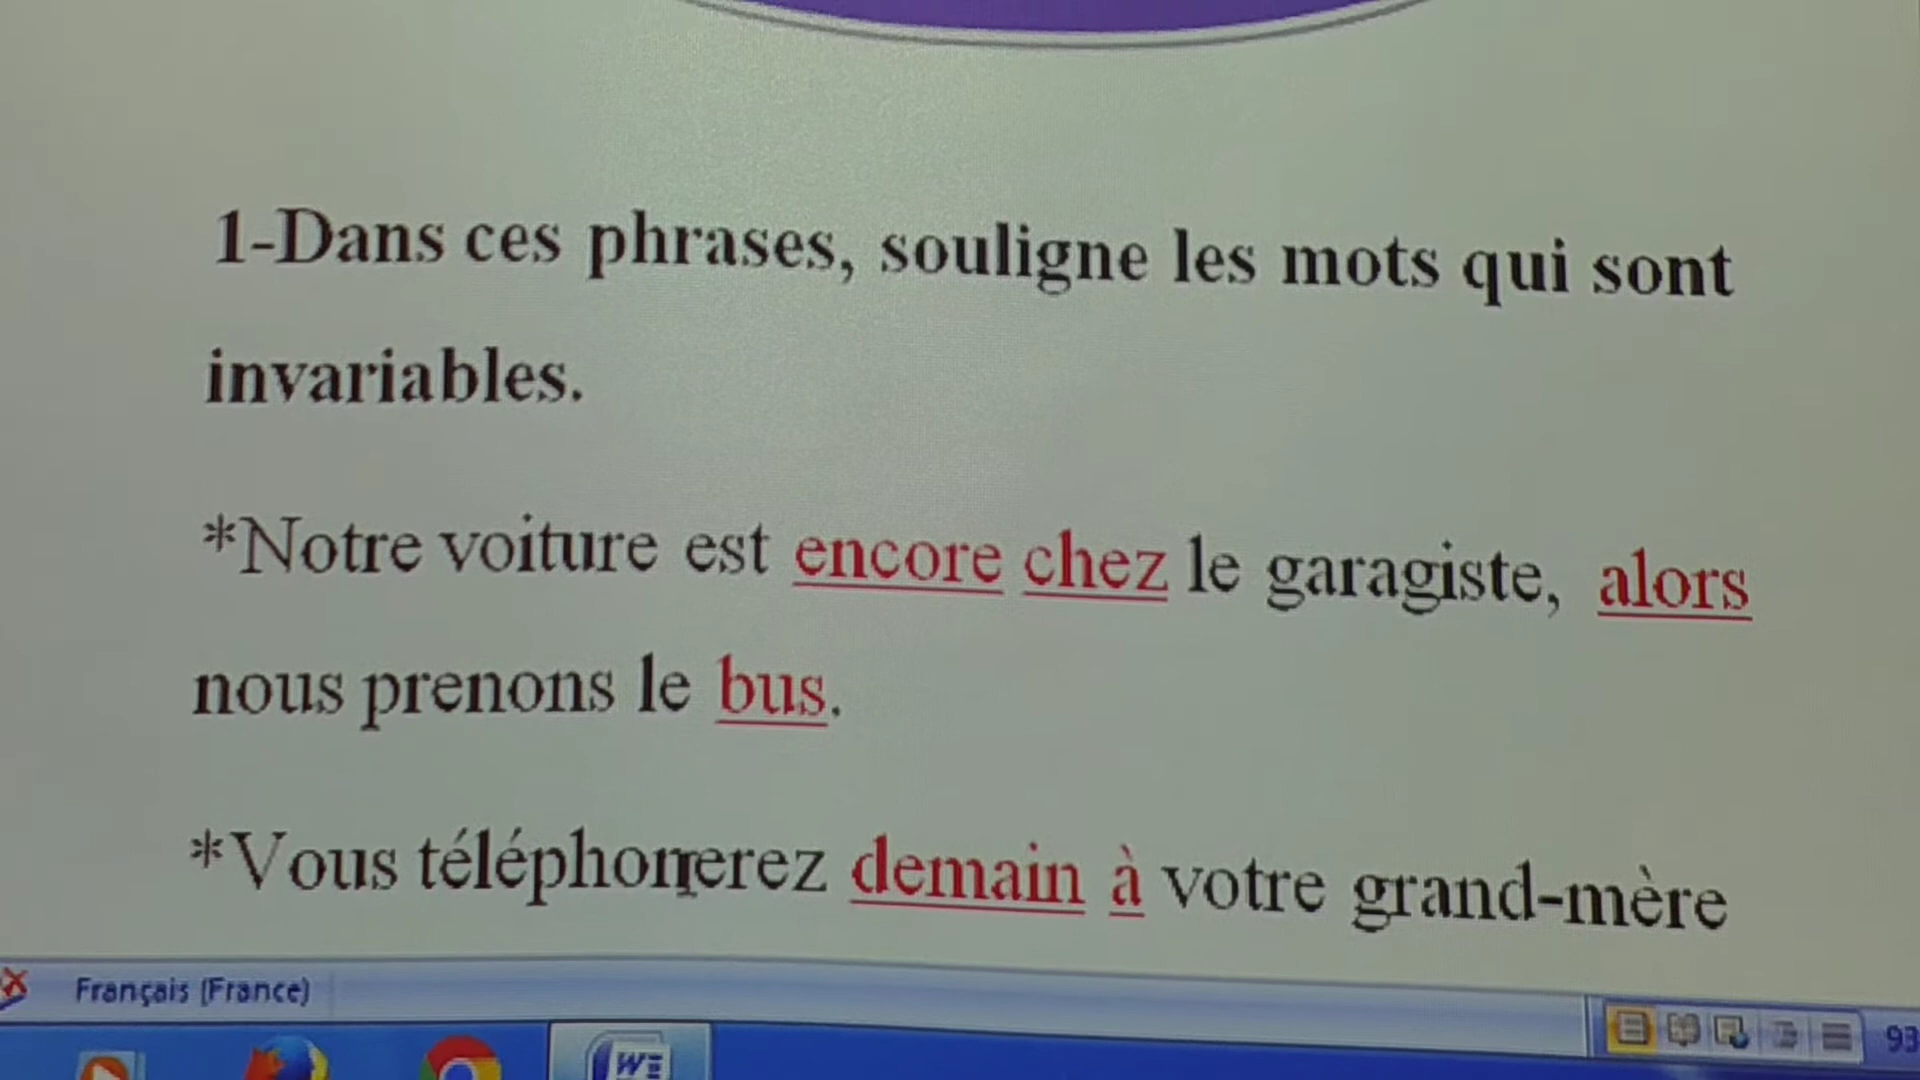 1-Dans ces phrases, souligne les mots qui sont
invariables.
*Notre voiture est encore chez le garagiste, alors
nous prenons le bus.
*Vous téléphonerez demain à votre grand-mère
Français (France)
93